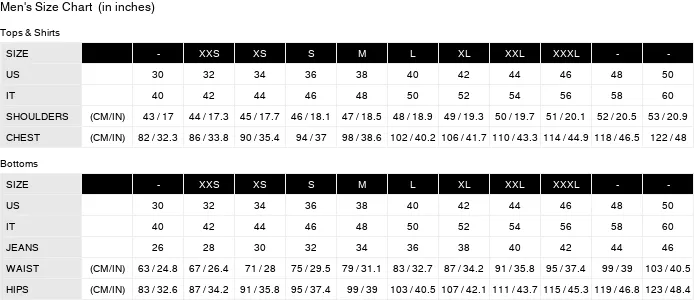 Men's Size Chart (in inches)
Tops & Shirts
SIZE - XXS XS S M L XL XXL XXXL - -
US 30 32 34 36 38 40 42 44 46 48 50
IT 40 42 44 46 48 50 52 54 56 58 60
SHOULDERS (CM/IN) 43 / 17 44 / 17.3 45 / 17.7 46 / 18.1 47 / 18.5 48 / 18.9 49 / 19.3 50 / 19.7 51 / 20.1 52 / 20.5 53 / 20.9
CHEST (CM/IN) 82 / 32.3 86 / 33.8 90 / 35.4 94 / 37 98 / 38.6 102 / 40.2 106 / 41.7 110 / 43.3 114 / 44.9 118 / 46.5 122 / 48
Bottoms
SIZE - XXS XS S M L XL XXL XXXL - -
US 30 32 34 36 38 40 42 44 46 48 50
IT 40 42 44 46 48 50 52 54 56 58 60
JEANS 26 28 30 32 34 36 38 40 42 44 46
WAIST (CM/IN) 63 / 24.8 67 / 26.4 71 / 28 75 / 29.5 79 / 31.1 83 / 32.7 87 / 34.2 91 / 35.8 95 / 37.4 99 / 39 103 / 40.5
HIPS (CM/IN) 83 / 32.6 87 / 34.2 91 / 35.8 95 / 37.4 99 / 39 103 / 40.5 107 / 42.1 111 / 43.7 115 / 45.3 119 / 46.8 123 / 48.4